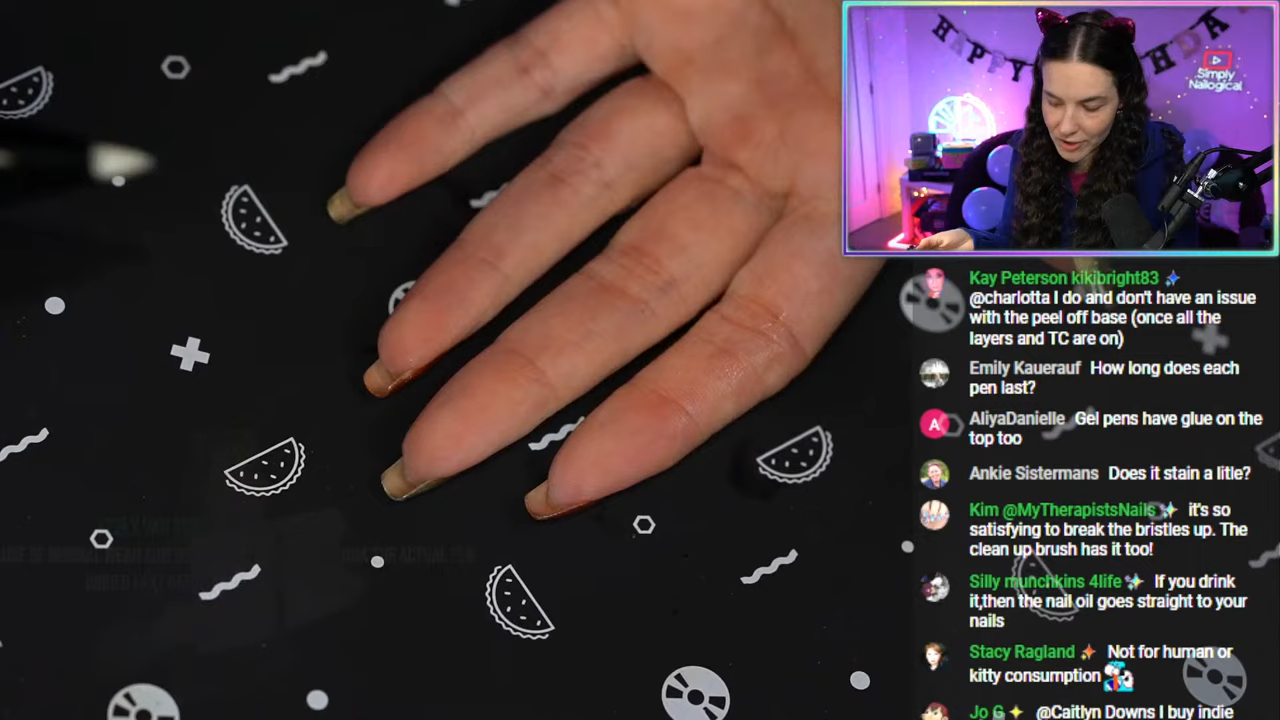 HAPPY
HDA
Simply
Nailogical
Kay Peterson kikibright83
@charlotta I do and don't have an issue
with the peel off base (once all the
layers and TC are on)
Emily Kauerauf How long does each
pen last?
A AliyaDanielle Gel pens have glue on the
top too
Ankie Sistermans Does it stain a litle?
Kim @MyTherapistsNails it's so
satisfying to break the bristles up. The
clean up brush has it too!
Silly munchkins 4life If you drink
it,then the nail oil goes straight to your
nails
Stacy Ragland Not for human or
kitty consumption
Jo G @Caitlyn Downs I buy indie